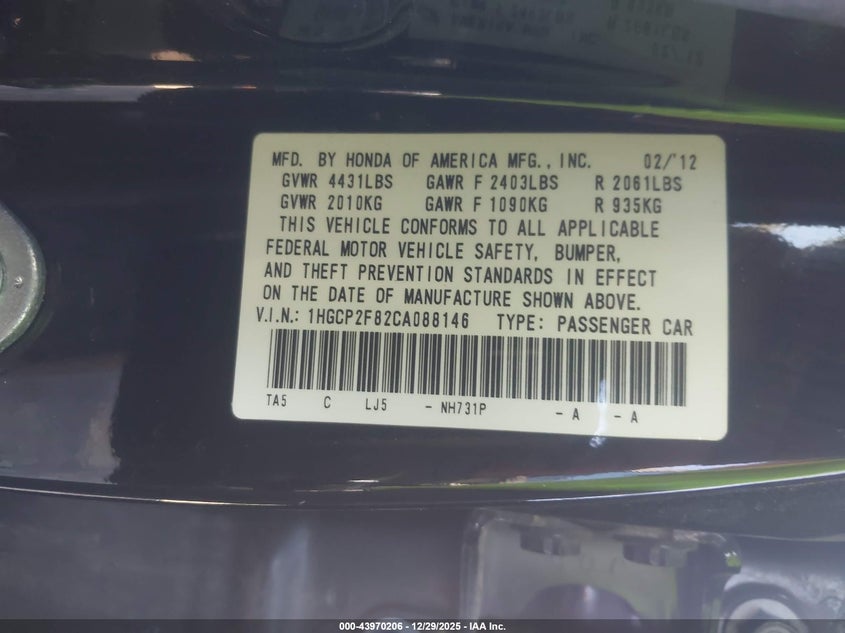 MFD. BY HONDA OF AMERICA MFG., INC. 02/'12
GVWR 4431LBS GAWR F 2403LBS R 2061LBS
GVWR 2010KG GAWR F 1090KG R 935KG
THIS VEHICLE CONFORMS TO ALL APPLICABLE
FEDERAL MOTOR VEHICLE SAFETY, BUMPER,
AND THEFT PREVENTION STANDARDS IN EFFECT
ON THE DATE OF MANUFACTURE SHOWN ABOVE.
V.I.N.: 1HGCP2F82CA088146 TYPE: PASSENGER CAR
TA5 C LJ5 - NH731P - A - A
000-43970206 - 12/29/2025 - IAA Inc.